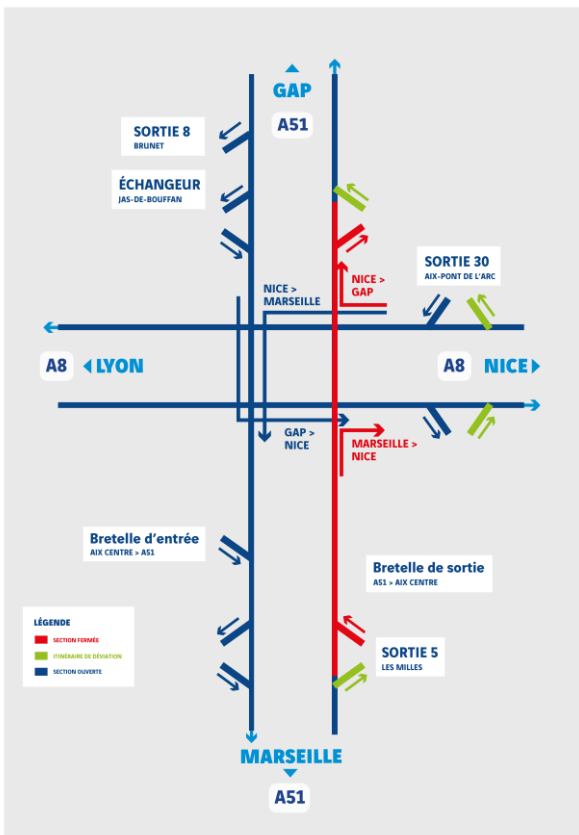 GAP
A51
SORTIE 8
BRUNET
ÉCHANGEUR
JAS-DE-BOUFFAN
SORTIE 30
AIX-PONT DE L'ARC
NICE >
MARSEILLE
NICE >
GAP
A8
LYON
A8
NICE
GAP >
NICE
MARSEILLE >
NICE
Bretelle d'entrée
AIX CENTRE > A51
Bretelle de sortie
A51 > AIX CENTRE
LÉGENDE
SECTION FERMÉE
ITINÉRAIRE DE DÉVIATION
SECTION OUVERTE
SORTIE 5
LES MILLES
MARSEILLE
A51